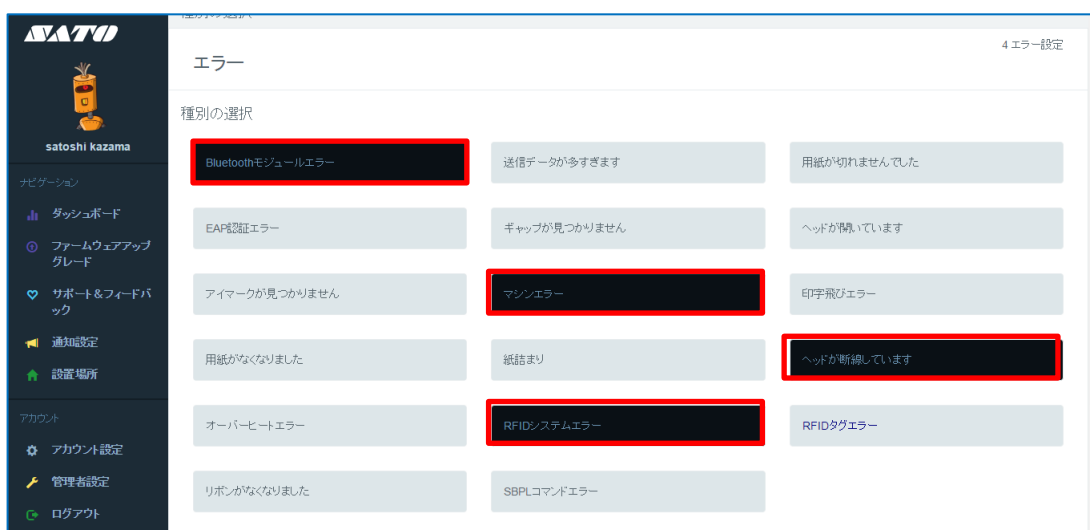 SATO
satoshi kazama
ナビゲーション
ダッシュボード
ファームウェアアップ
グレード
サポート&フィードバ
ック
通知設定
設置場所
アカウント
アカウント設定
管理者設定
ログアウト
種別の選択
エラー
4 エラー設定
種別の選択
Bluetoothモジュールエラー
送信データが多すぎます
用紙が切れませんでした
EAP認証エラー
ギャップが見つかりません
ヘッドが開いています
アイマークが見つかりません
マシンエラー
印字飛びエラー
用紙がなくなりました
紙詰まり
ヘッドが断線しています
オーバーヒートエラー
RFIDシステムエラー
RFIDタグエラー
リボンがなくなりました
SBPLコマンドエラー